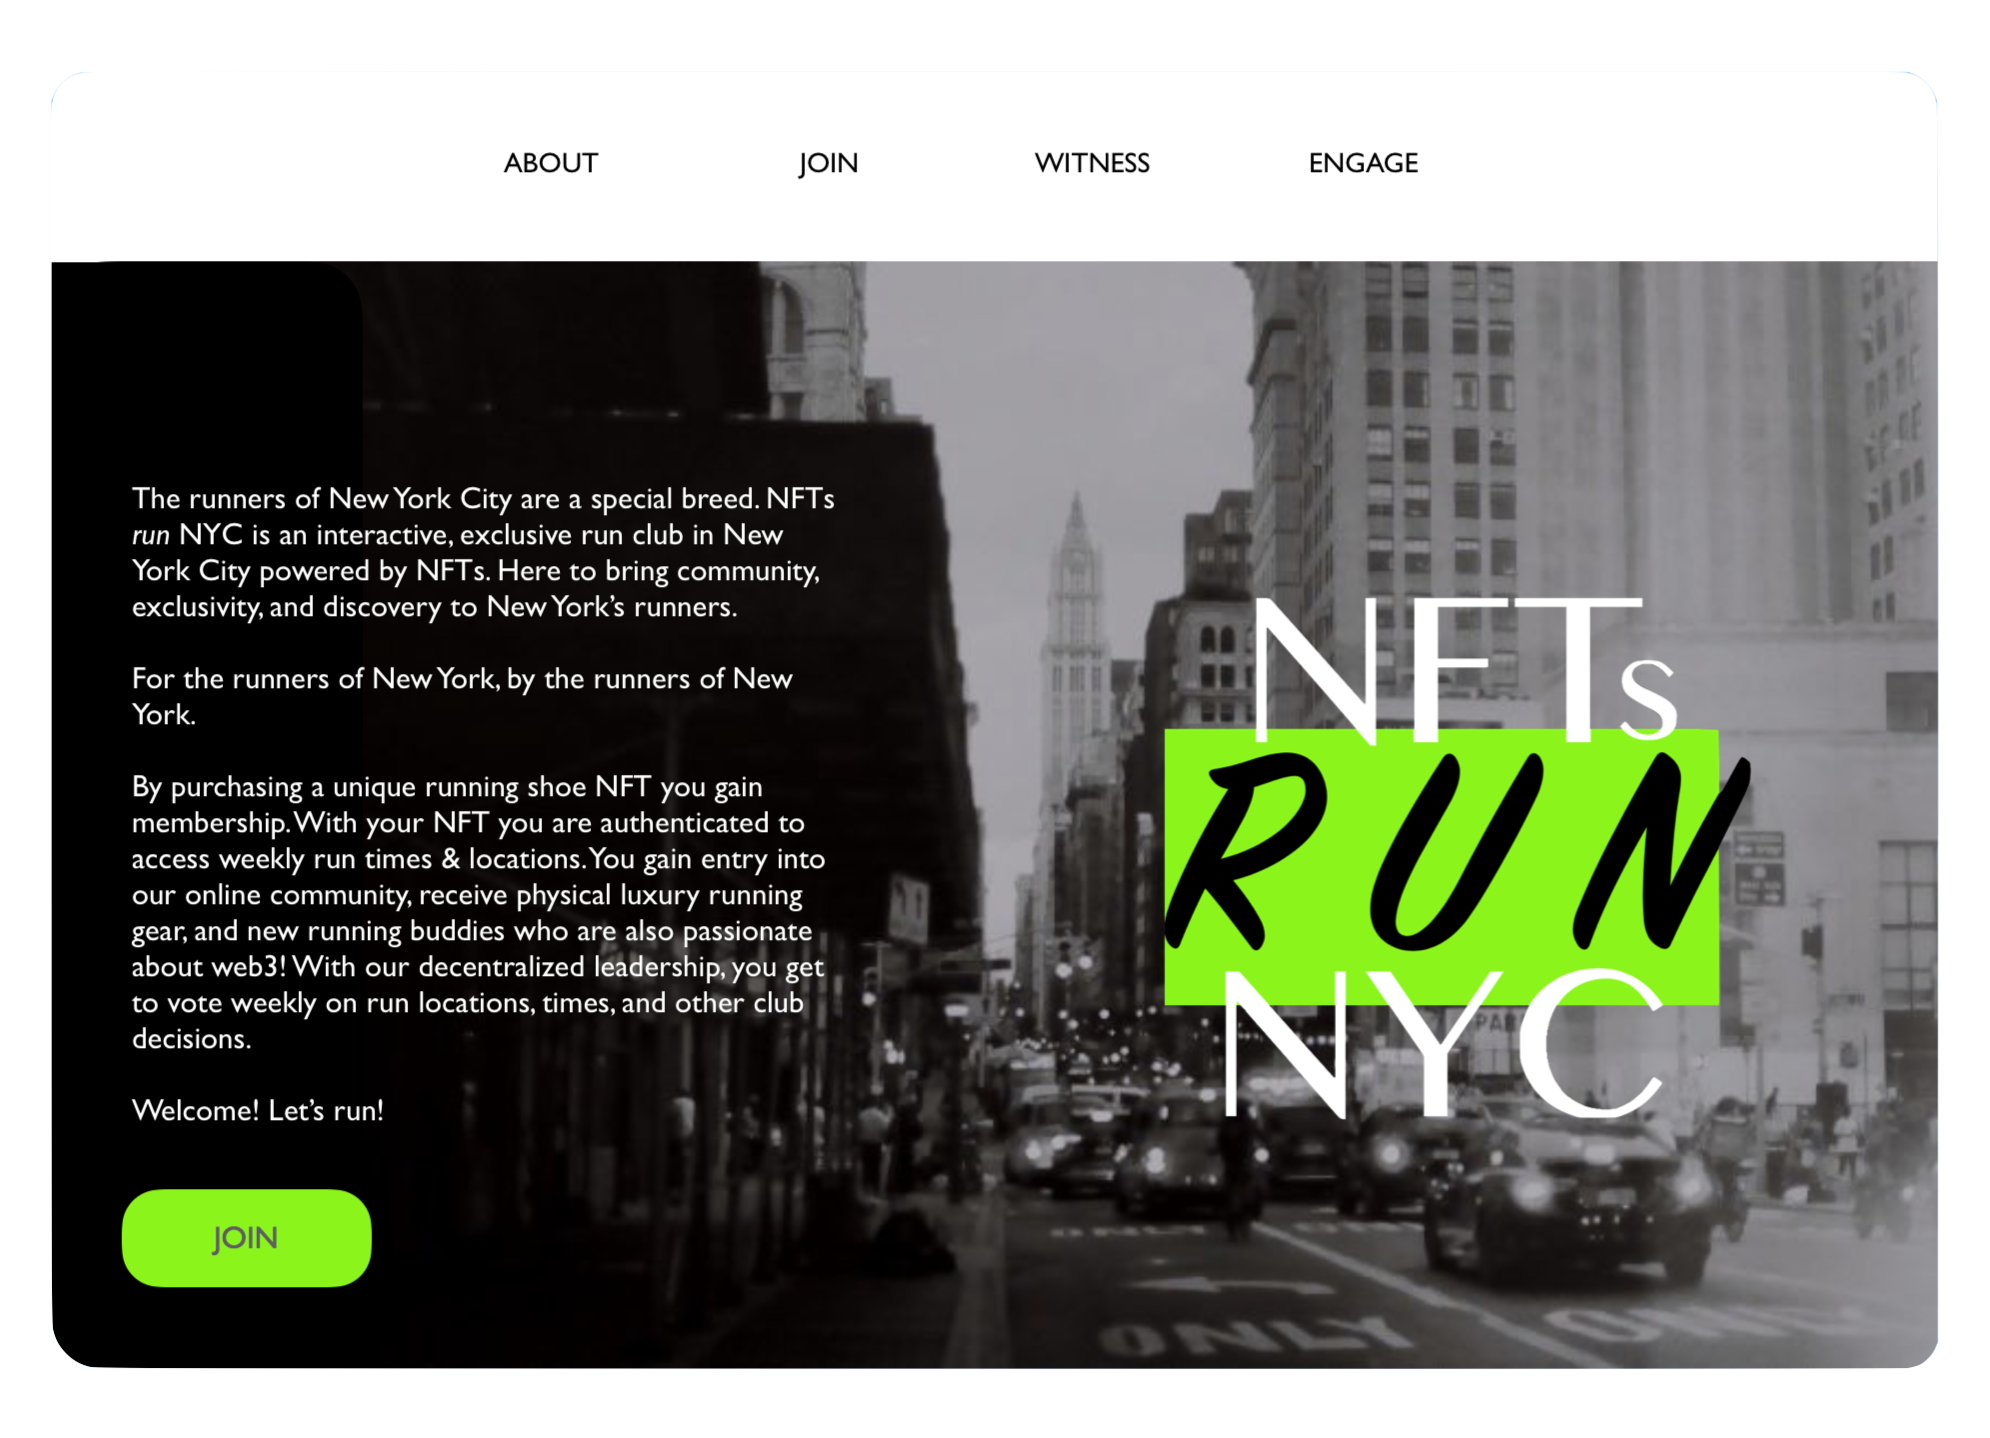 ABOUT JOIN WITNESS ENGAGE
The runners of New York City are a special breed. NFTs
run NYC is an interactive, exclusive run club in New
York City powered by NFTs. Here to bring community,
exclusivity, and discovery to New York’s runners.
For the runners of New York, by the runners of New
York.
By purchasing a unique running shoe NFT you gain
membership. With your NFT you are authenticated to
access weekly run times & locations. You gain entry into
our online community, receive physical luxury running
gear, and new running buddies who are also passionate
about web3! With our decentralized leadership, you get
to vote weekly on run locations, times, and other club
decisions.
Welcome! Let’s run!
JOIN
NFTs
RUN
NYC
PARK
ONLY
ONLY
ONLY